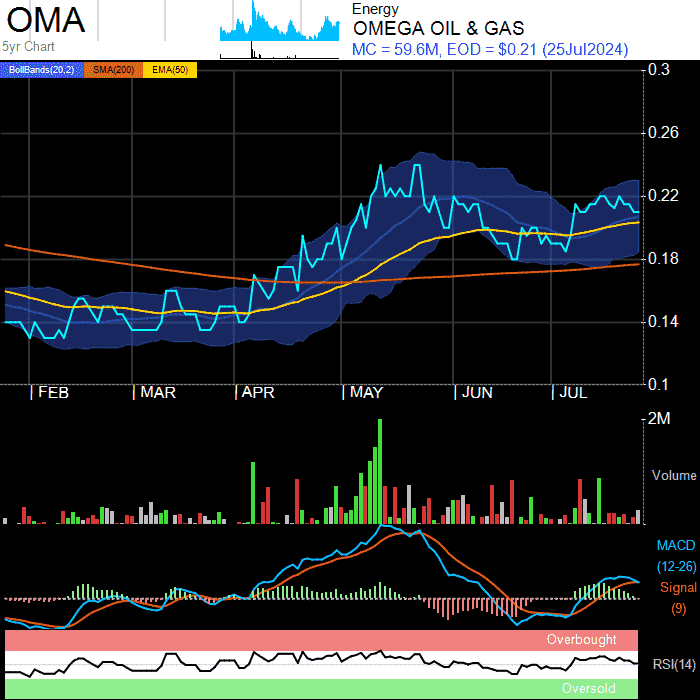 OMA
5yr Chart
Energy
OMEGA OIL & GAS
MC = 59.6M, EOD = $0.21 (25Jul2024)
BollBands(20,2) SMA(200) EMA(50)
0.3
0.26
0.22
0.18
0.14
0.1
FEB MAR APR MAY JUN JUL
2M
Volume
MACD
(12-26)
Signal
(9)
Overbought
RSI(14)
Oversold